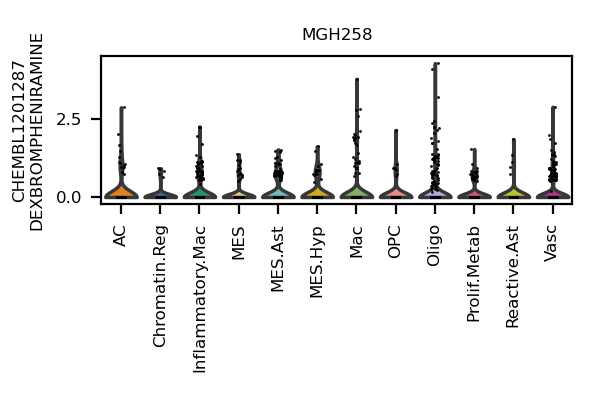 MGH258
CHEMBL1201287
DEXBROMPHENIRAMINE
2.5
0.0
AC
Chromatin.Reg
Inflammatory.Mac
MES
MES.Ast
MES.Hyp
Mac
OPC
Oligo
Prolif.Metab
Reactive.Ast
Vasc